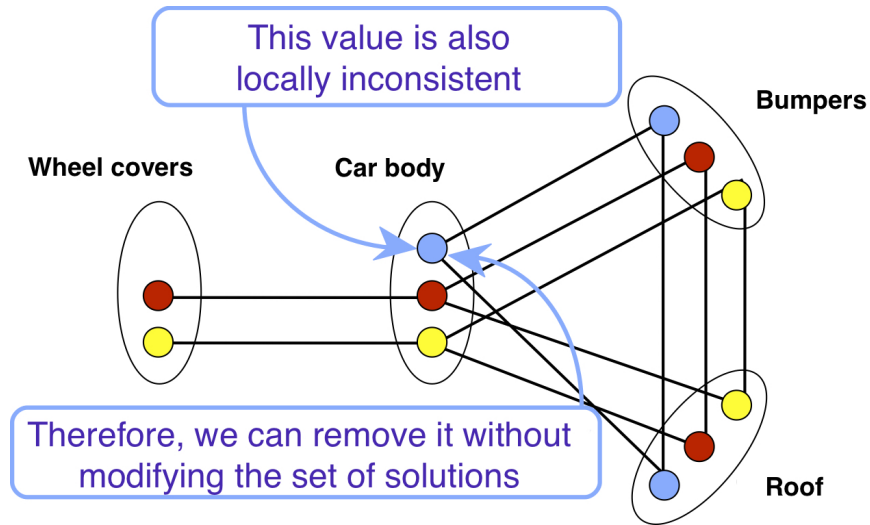 This value is also
locally inconsistent
Bumpers
Wheel covers
Car body
Therefore, we can remove it without
modifying the set of solutions
Roof